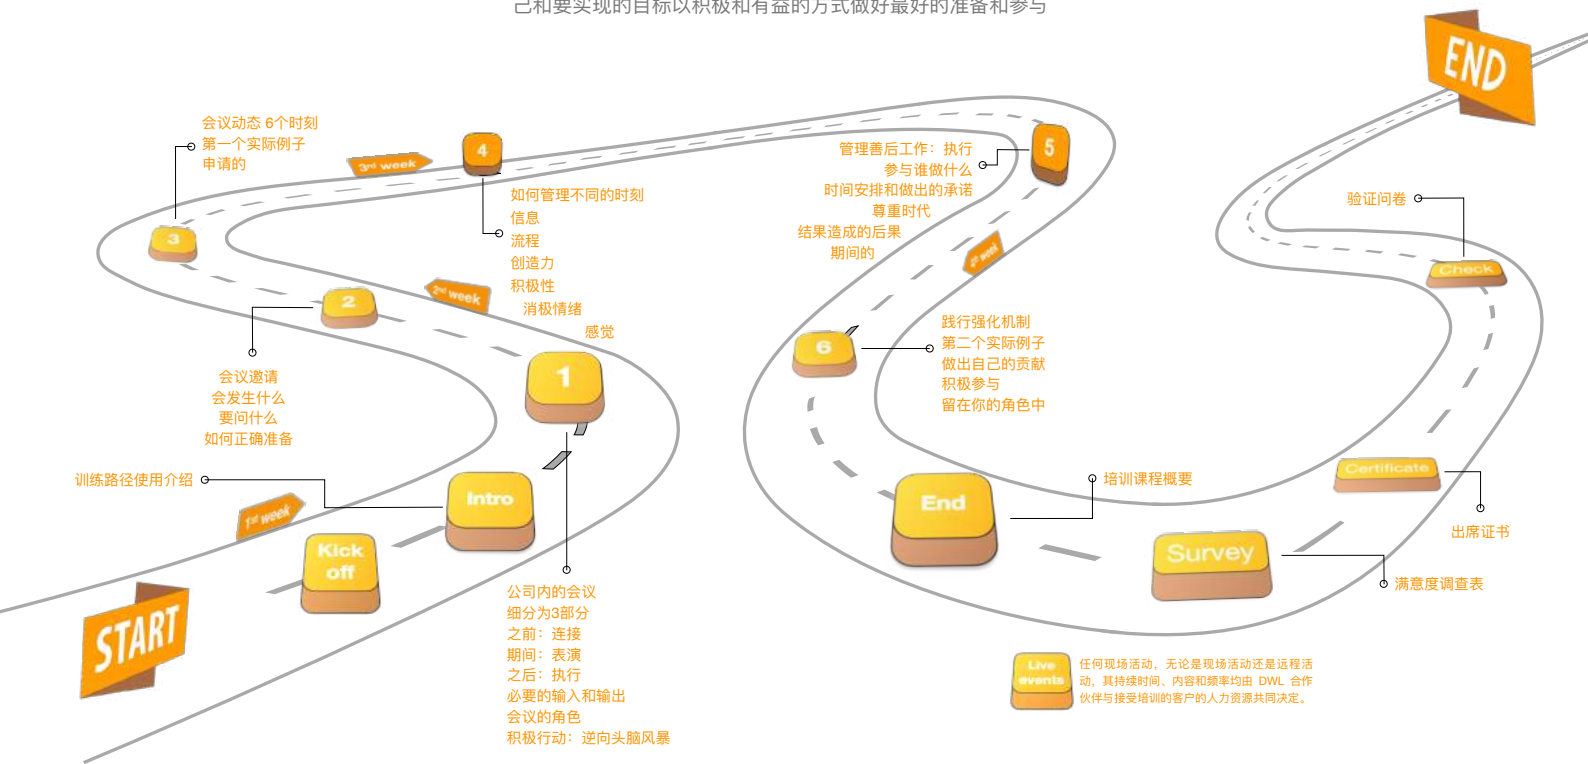 己和要实现的目标以积极和有益的方式做好最好的准备和参与
END
会议动态 6个时刻
第一个实际例子
申请的
3rd week
4
如何管理不同的时刻
信息
流程
创造力
积极性
消极情绪
感觉
5
管理善后工作：执行
参与谁做什么
时间安排和做出的承诺
尊重时代
结果造成的后果
期间的
4th week
验证问卷
Check
3
2
2nd week
会议邀请
会发生什么
要问什么
如何正确准备
1
6
践行强化机制
第二个实际例子
做出自己的贡献
积极参与
留在你的角色中
训练路径使用介绍
1st week
Intro
Kick
off
START
公司内的会议
细分为3部分
之前：连接
期间：表演
之后：执行
必要的输入和输出
会议的角色
积极行动：逆向头脑风暴
End
培训课程概要
Certificate
出席证书
Survey
满意度调查表
Live
events
任何现场活动，无论是现场活动还是远程活
动，其持续时间、内容和频率均由 DWL 合作
伙伴与接受培训的客户的人力资源共同决定。